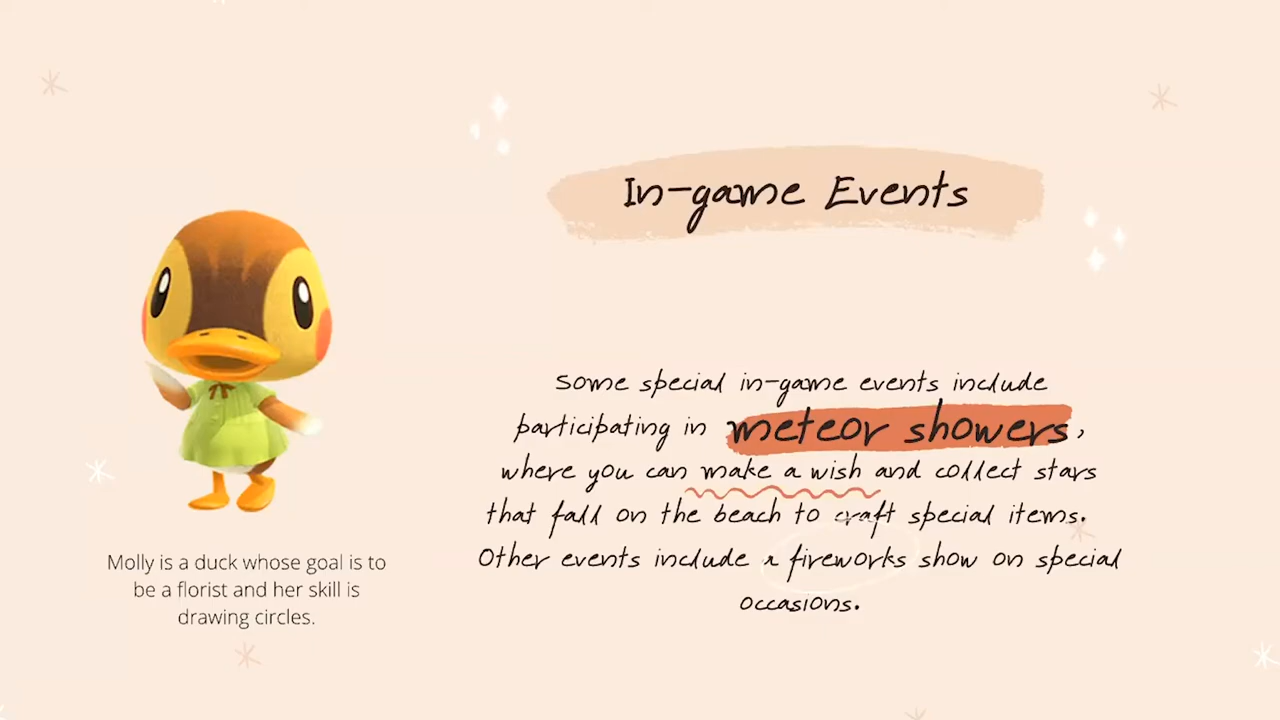 In-game Events
Some special in-game events include
participating in meteor showers,
where you can make a wish and collect stars
that fall on the beach to craft special items.
Other events include a fireworks show on special
occasions.
Molly is a duck whose goal is to
be a florist and her skill is
drawing circles.